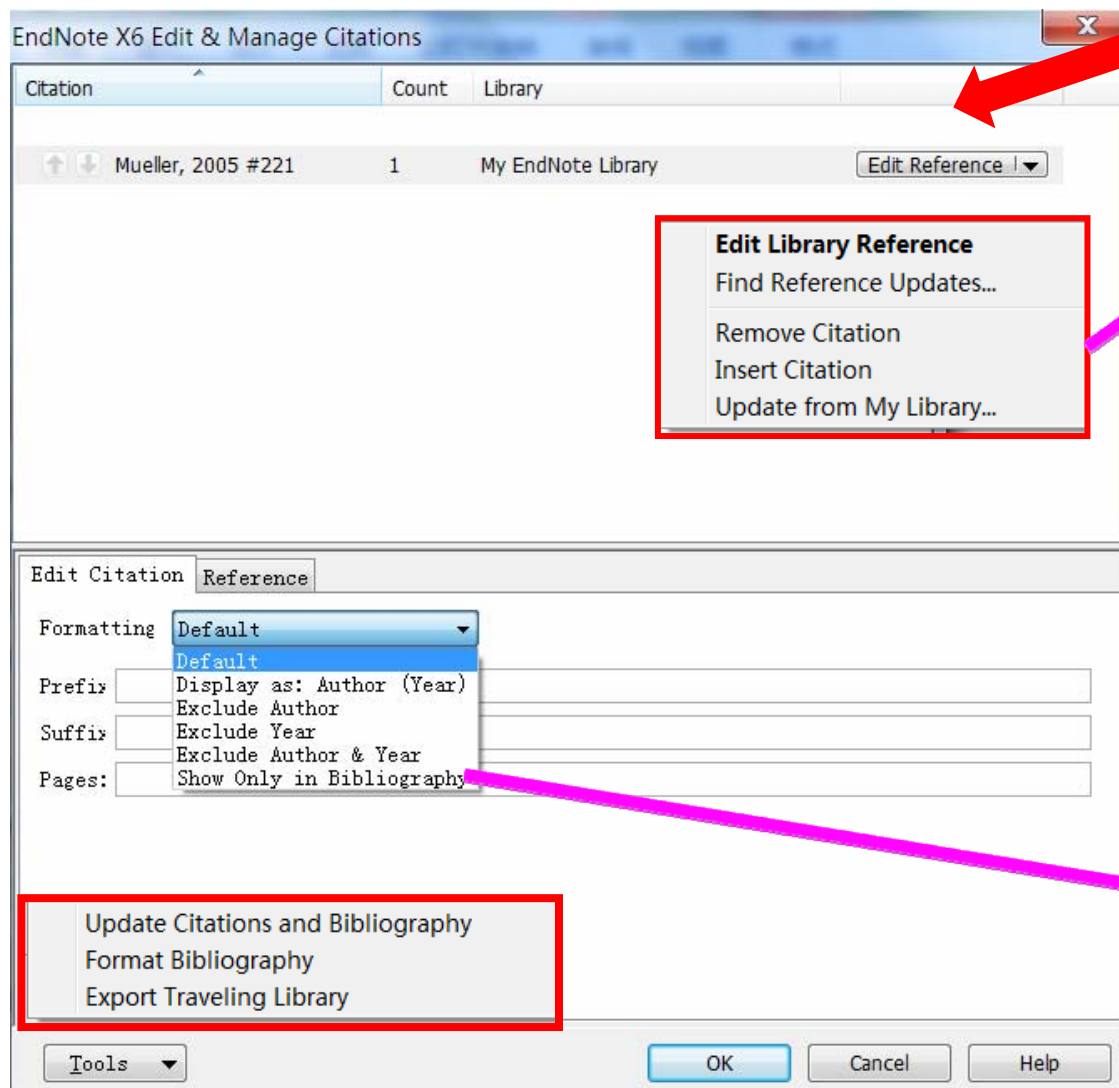 EndNote X6 Edit & Manage Citations
X
Citation Count Library
Mueller, 2005 #221 1 My EndNote Library Edit Reference
Edit Library Reference
Find Reference Updates...
Remove Citation
Insert Citation
Update from My Library...
Edit Citation Reference
Formatting Default
Default
Display as: Author (Year)
Exclude Author
Exclude Year
Exclude Author & Year
Show Only in Bibliography
Prefix
Suffix
Pages:
Update Citations and Bibliography
Format Bibliography
Export Traveling Library
Tools OK Cancel Help